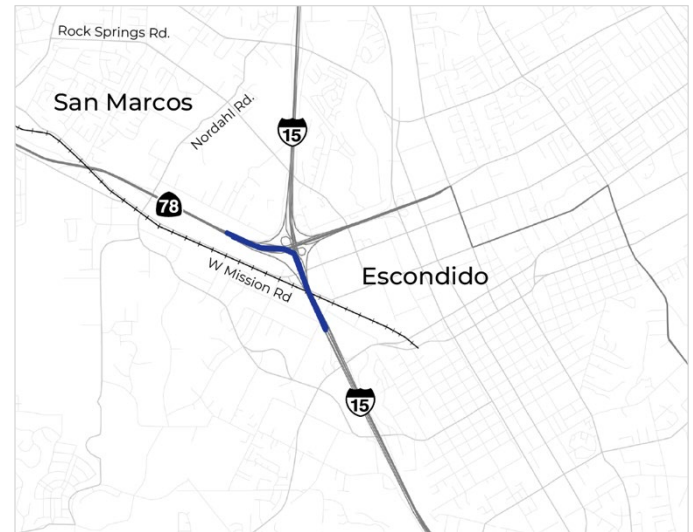 Rock Springs Rd.
San Marcos
Nordahl Rd.
15
78
W Mission Rd
Escondido
15